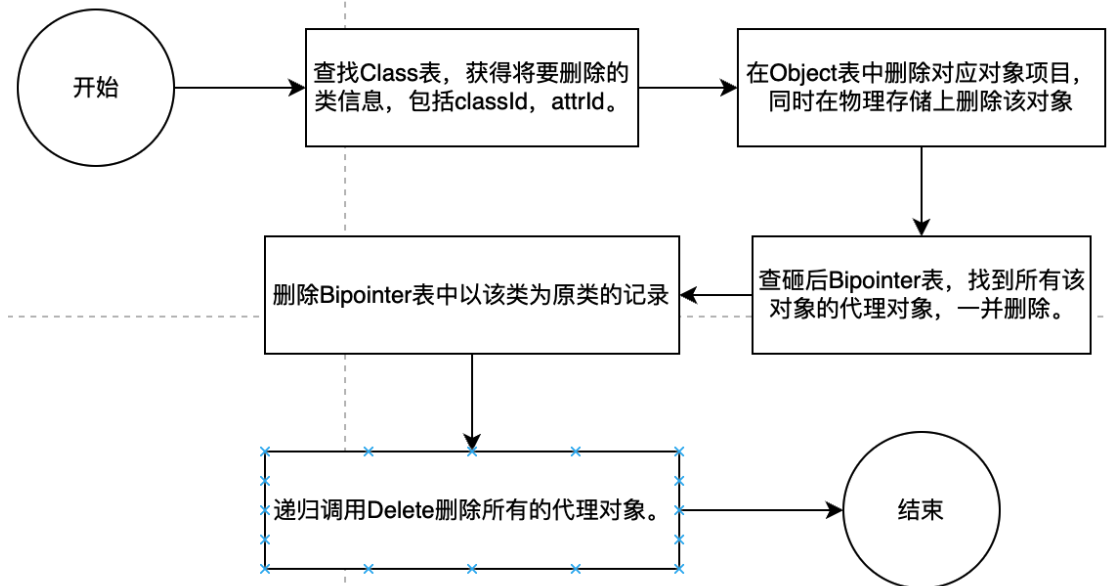 开始
查找Class表，获得将要删除的
类信息，包括classId，attrId。
在Object表中删除对应对象项目，
同时在物理存储上删除该对象
查砸后Bipointer表，找到所有该
对象的代理对象，一并删除。
删除Bipointer表中以该类为原类的记录
递归调用Delete删除所有的代理对象。
结束